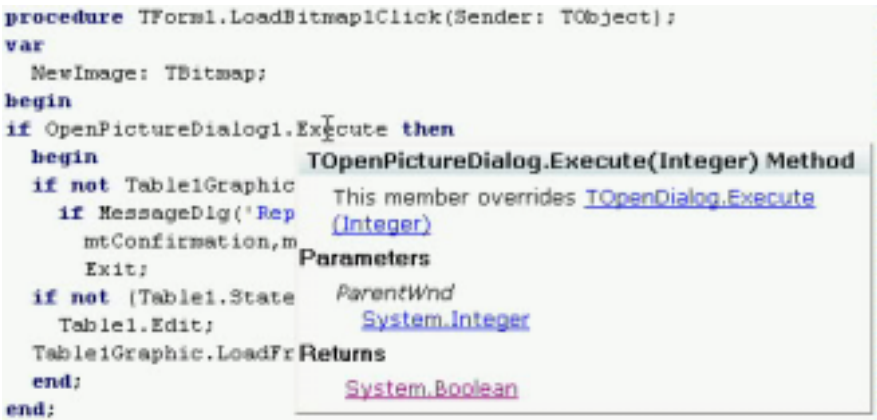 procedure TForm1.LoadBitmap1Click(Sender: TObject);
var
NewImage: TBitmap;
begin
if OpenPictureDialog1.Execute then
begin
if not Table1Graphic
if MessageDlg('Rep
mtConfirmation,m
Exit;
if not (Table1.State
Table1.Edit;
Table1Graphic.LoadFr
end;
end;
TOpenPictureDialog.Execute(Integer) Method
This member overrides TOpenDialog.Execute
(Integer)
Parameters
ParentWnd
System.Integer
Returns
System.Boolean